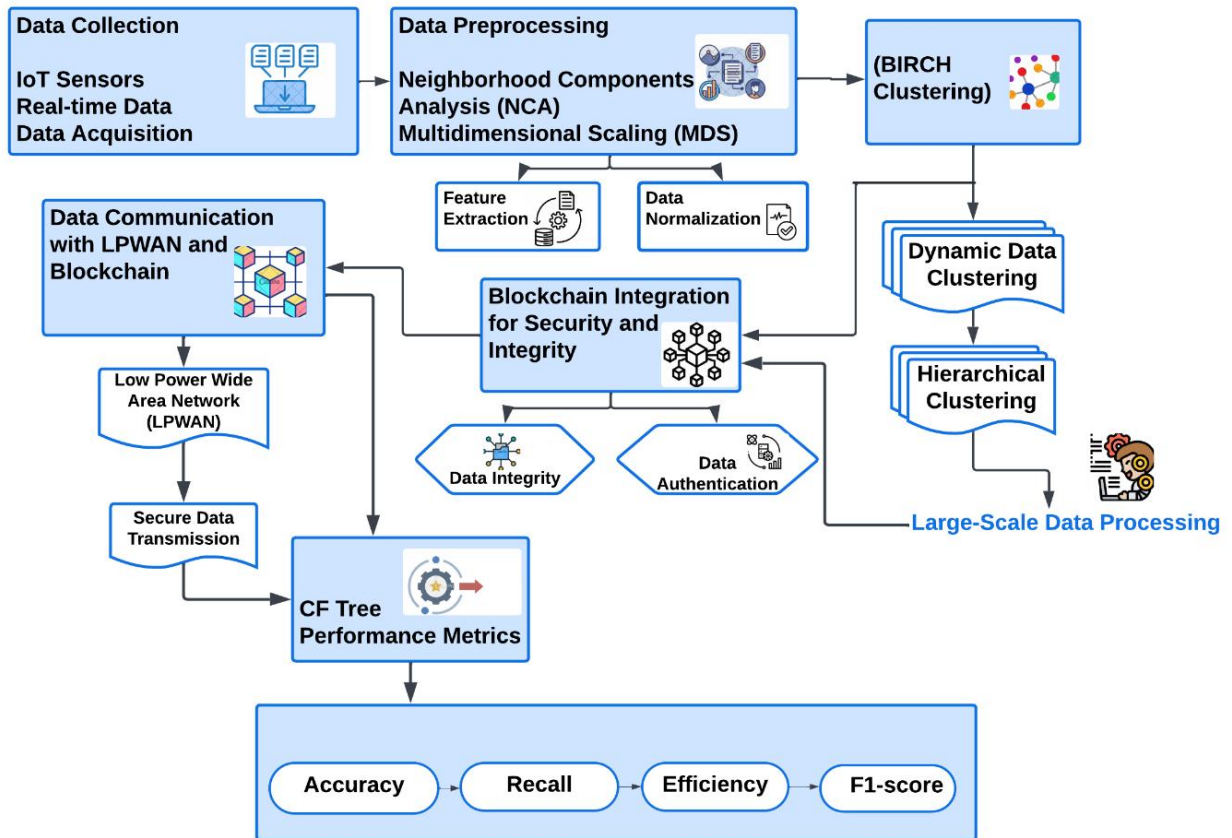 Data Collection
IoT Sensors
Real-time Data
Data Acquisition
Data Preprocessing
Neighborhood Components
Analysis (NCA)
Multidimensional Scaling (MDS)
(BIRCH
Clustering)
Feature
Extraction
Data
Normalization
Data Communication
with LPWAN and
Blockchain
Blockchain Integration
for Security and
Integrity
Dynamic Data
Clustering
Hierarchical
Clustering
Low Power Wide
Area Network
(LPWAN)
Data Integrity
Data
Authentication
Large-Scale Data Processing
Secure Data
Transmission
CF Tree
Performance Metrics
Accuracy
Recall
Efficiency
F1-score